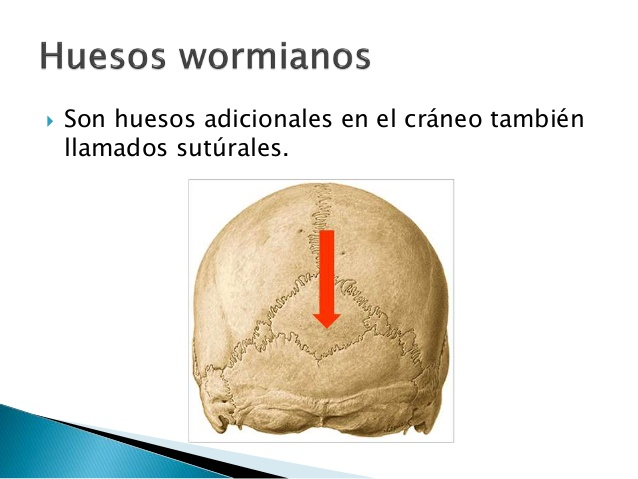 Huesos wormianos
Son huesos adicionales en el cráneo también
llamados sutúrales.